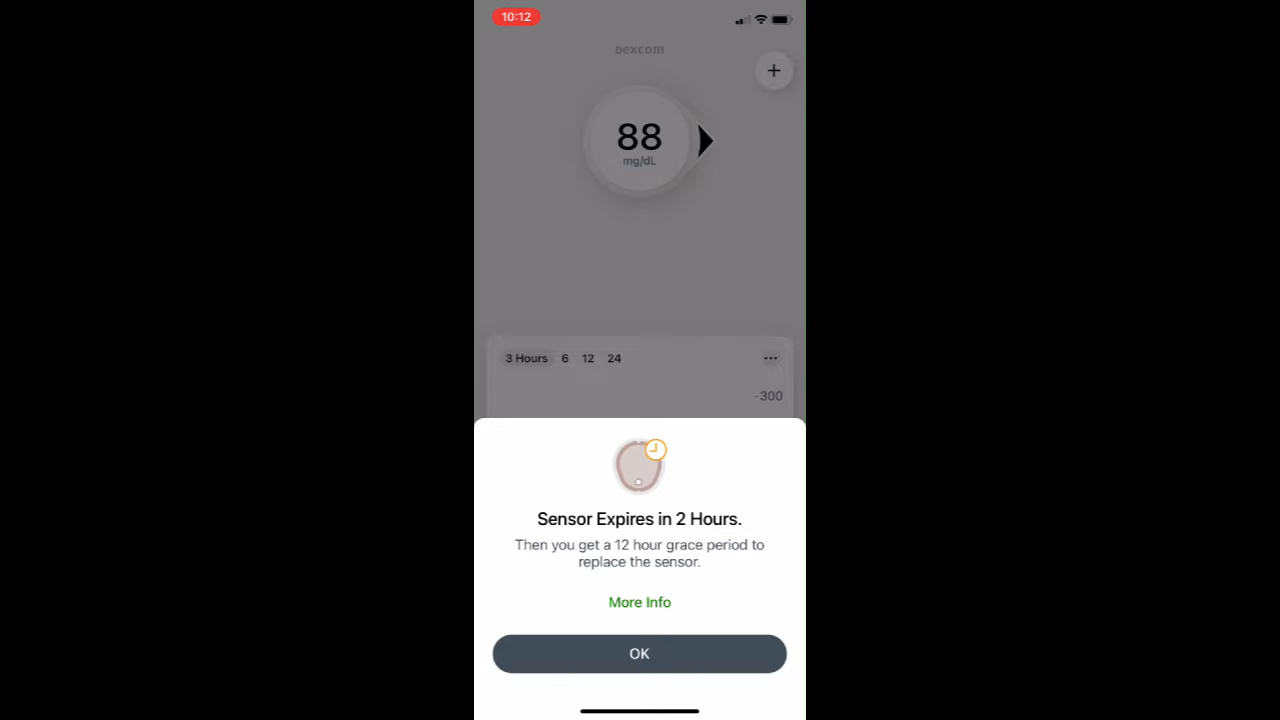 10:12
Dexcom
+
88
mg/dL
3 Hours 6 12 24 ...
-300
Sensor Expires in 2 Hours.
Then you get a 12 hour grace period to
replace the sensor.
More Info
OK